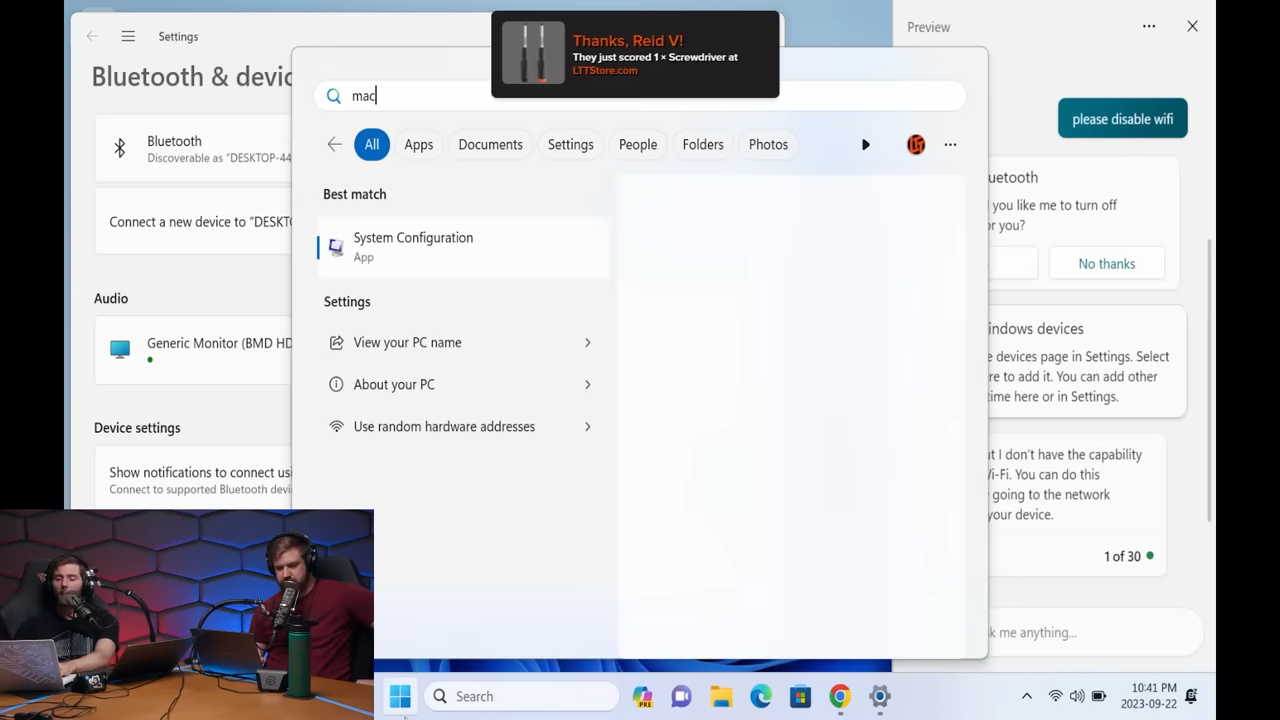 Settings
Bluetooth & devic
Bluetooth
Discoverable as "DESKTOP-44
Connect a new device to "DESKT
Audio
Generic Monitor (BMD HD
Device settings
Show notifications to connect usi
Connect to supported Bluetooth devi
Thanks, Reid V!
They just scored 1 × Screwdriver at
LTTStore.com
mac
All
Apps
Documents
Settings
People
Folders
Photos
Best match
System Configuration
App
Settings
View your PC name
About your PC
Use random hardware addresses
Preview
please disable wifi
uetooth
you like me to turn off
or you?
No thanks
indows devices
e devices page in Settings. Select
re to add it. You can add other
time here or in Settings.
ut I don't have the capability
Wi-Fi. You can do this
going to the network
your device.
1 of 30
sk me anything...
Search
PRE
10:41 PM
2023-09-22